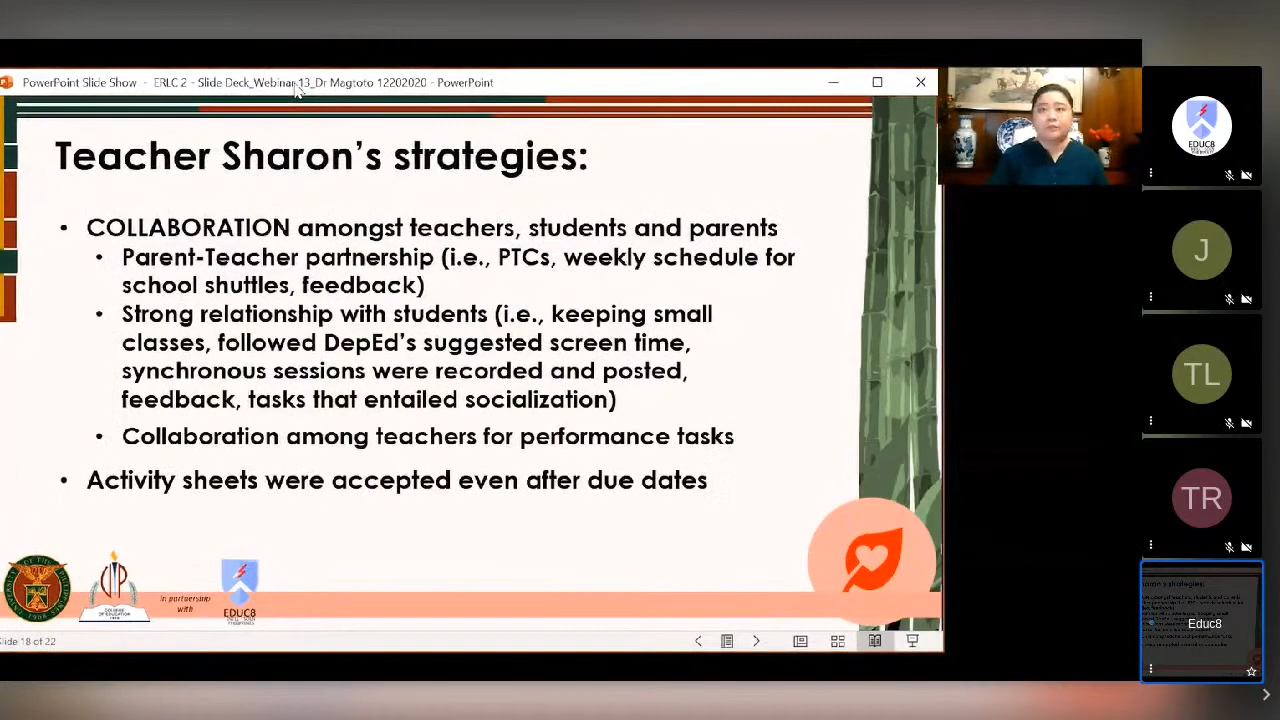 PowerPoint Slide Show - ERLC 2 - Slide Deck_Webinar 13_Dr Magtoto 12202020 - PowerPoint
Teacher Sharon's strategies:
• COLLABORATION amongst teachers, students and parents
• Parent-Teacher partnership (i.e., PTCs, weekly schedule for
school shuttles, feedback)
• Strong relationship with students (i.e., keeping small
classes, followed DepEd's suggested screen time,
synchronous sessions were recorded and posted,
feedback, tasks that entailed socialization)
• Collaboration among teachers for performance tasks
• Activity sheets were accepted even after due dates
in partnership
with
EDUC8
Slide 18 of 22
EDUC8
J
TL
TR
Educ8